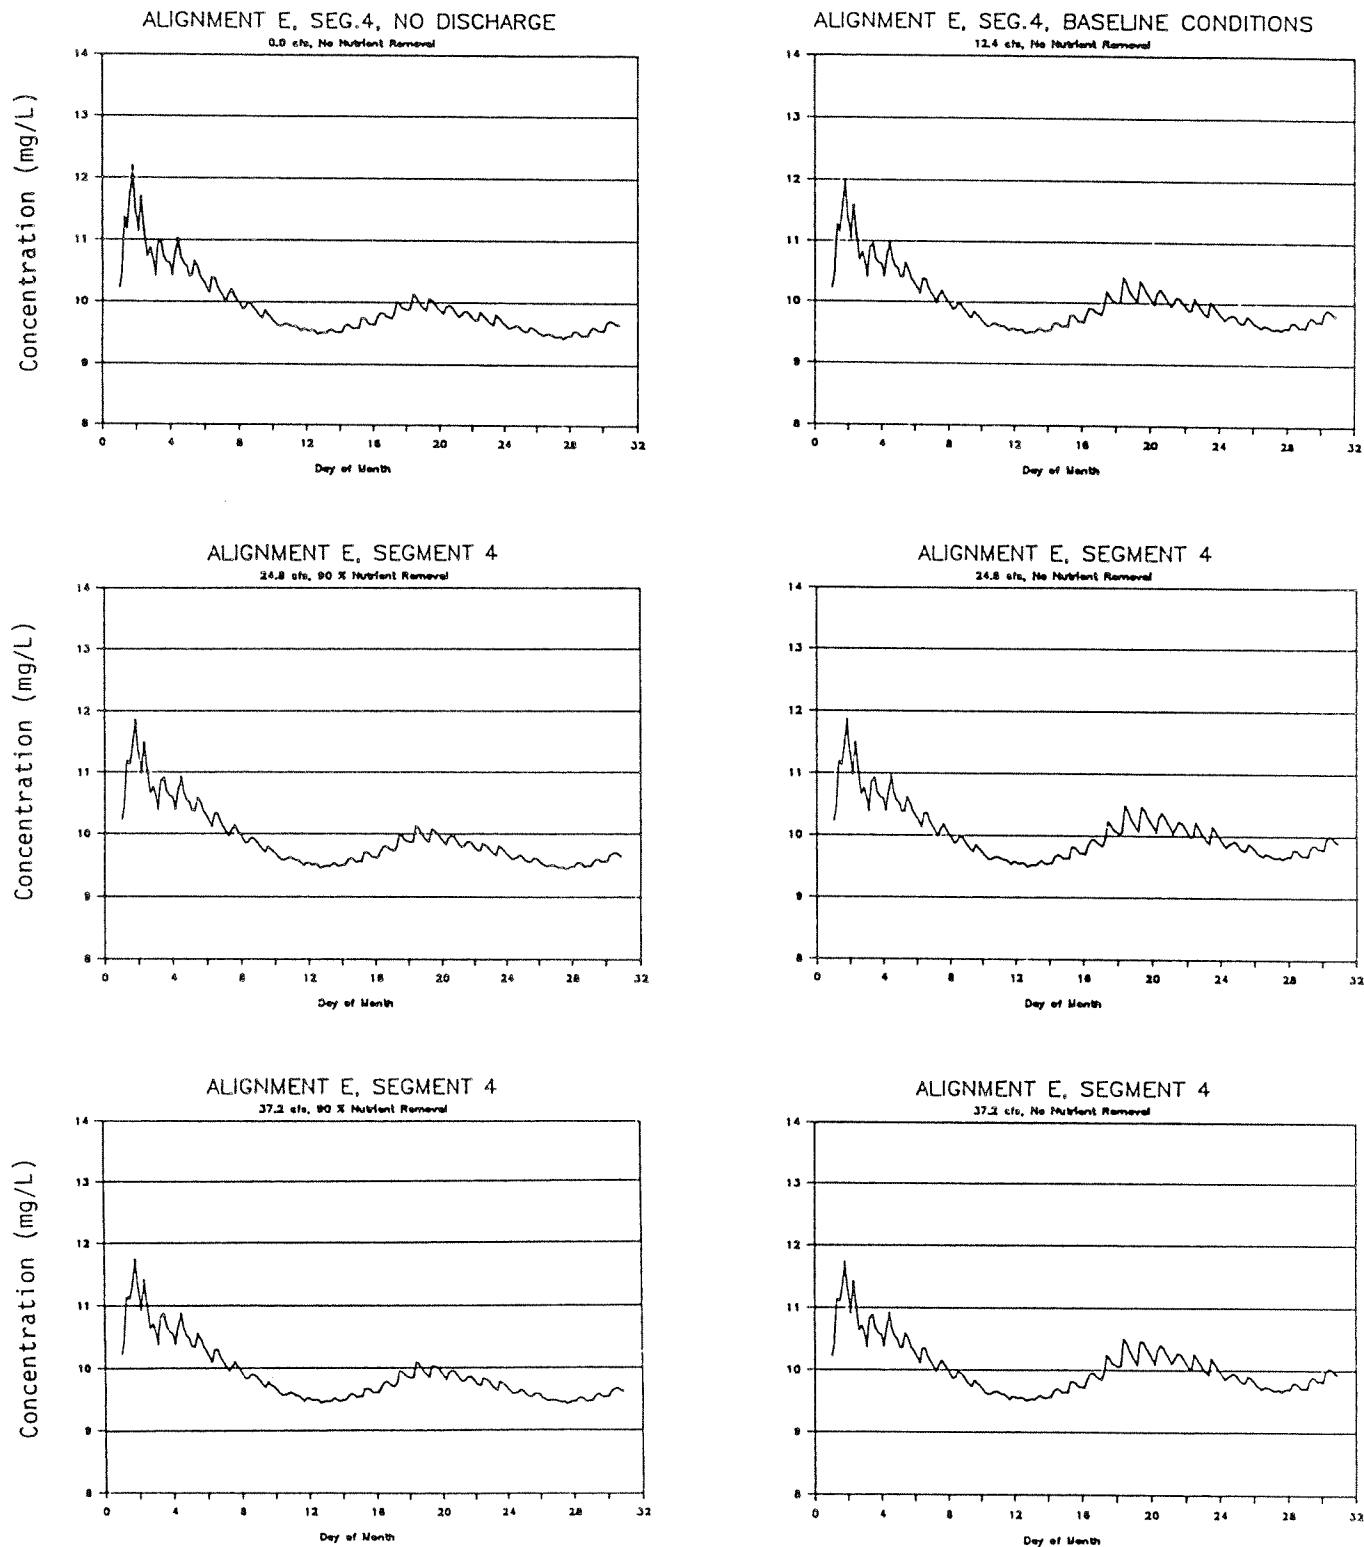 ALIGNMENT E, SEG.4, NO DISCHARGE
0.0 cfs, No Nutrient Removal
Concentration (mg/L)
14
13
12
11
10
9
8
0 4 8 12 16 20 24 28 32
Day of Month
ALIGNMENT E, SEG.4, BASELINE CONDITIONS
12.4 cfs, No Nutrient Removal
14
13
12
11
10
9
8
0 4 8 12 16 20 24 28 32
Day of Month
ALIGNMENT E, SEGMENT 4
24.8 cfs, 90 % Nutrient Removal
Concentration (mg/L)
14
13
12
11
10
9
8
0 4 8 12 16 20 24 28 32
Day of Month
ALIGNMENT E, SEGMENT 4
24.8 cfs, No Nutrient Removal
14
13
12
11
10
9
8
0 4 8 12 16 20 24 28 32
Day of Month
ALIGNMENT E, SEGMENT 4
37.2 cfs, 90 % Nutrient Removal
Concentration (mg/L)
14
13
12
11
10
9
8
0 4 8 12 16 20 24 28 32
Day of Month
ALIGNMENT E, SEGMENT 4
37.2 cfs, No Nutrient Removal
14
13
12
11
10
9
8
0 4 8 12 16 20 24 28 32
Day of Month